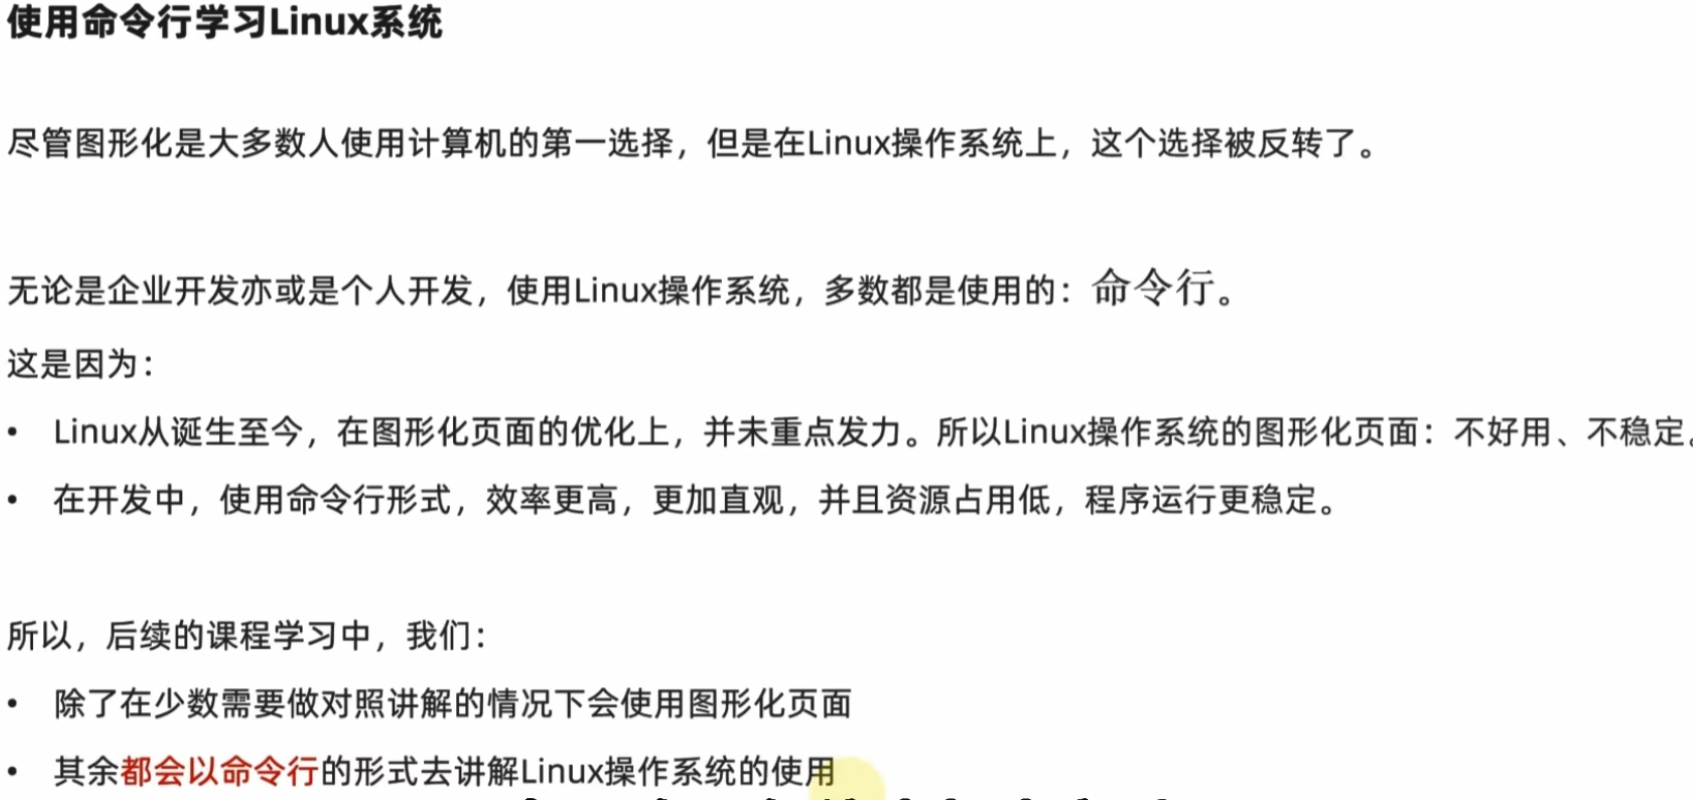 使用命令行学习Linux系统
尽管图形化是大多数人使用计算机的第一选择，但是在Linux操作系统上，这个选择被反转了。
无论是企业开发亦或是个人开发，使用Linux操作系统，多数都是使用的：命令行。
这是因为：
• Linux从诞生至今，在图形化页面的优化上，并未重点发力。所以Linux操作系统的图形化页面：不好用、不稳定。
• 在开发中，使用命令行形式，效率更高，更加直观，并且资源占用低，程序运行更稳定。
所以，后续的课程学习中，我们：
• 除了在少数需要做对照讲解的情况下会使用图形化页面
• 其余都会以命令行的形式去讲解Linux操作系统的使用